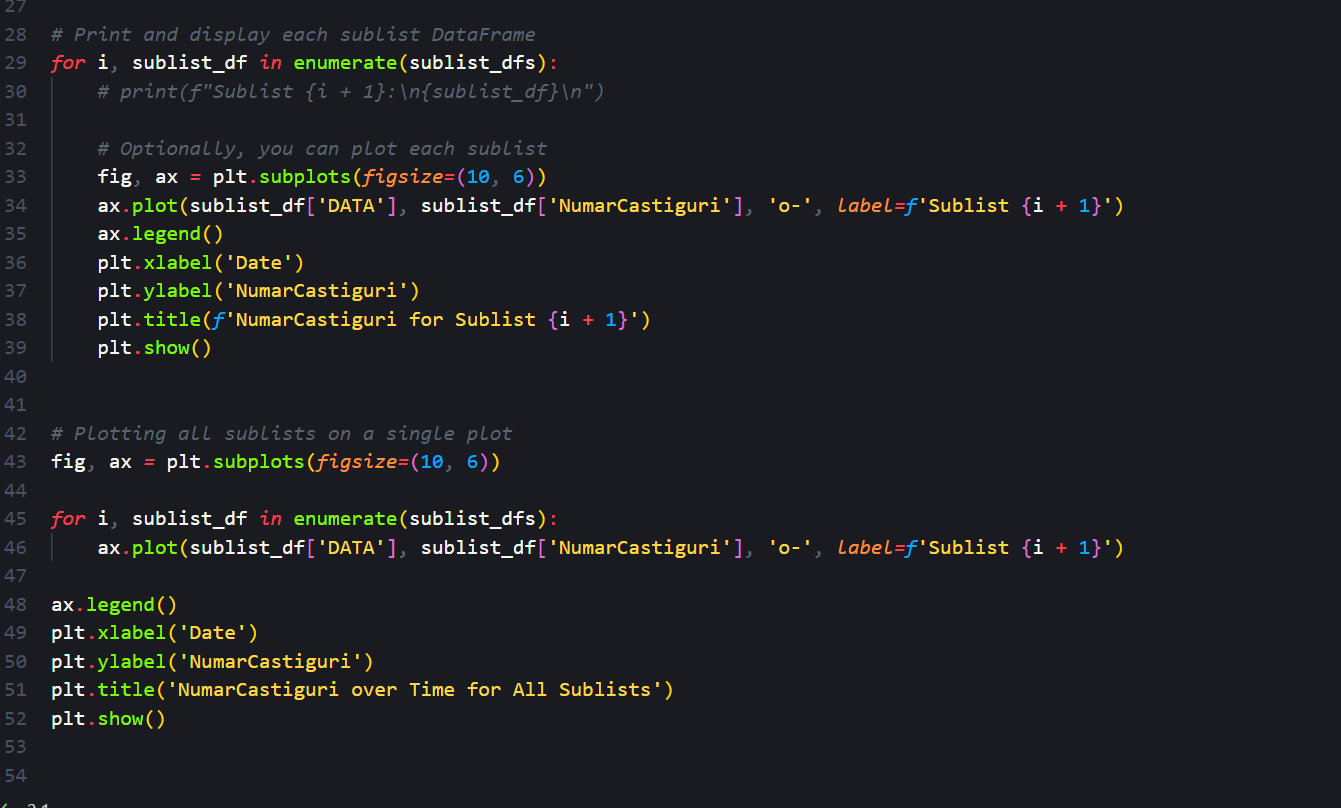 27
28 # Print and display each sublist DataFrame
29 for i, sublist_df in enumerate(sublist_dfs):
30     # print(f"Sublist {i + 1}:\n{sublist_df}\n")
31
32     # Optionally, you can plot each sublist
33     fig, ax = plt.subplots(figsize=(10, 6))
34     ax.plot(sublist_df['DATA'], sublist_df['NumarCastiguri'], 'o-', label=f'Sublist {i + 1}')
35     ax.legend()
36     plt.xlabel('Date')
37     plt.ylabel('NumarCastiguri')
38     plt.title(f'NumarCastiguri for Sublist {i + 1}')
39     plt.show()
40
41
42 # Plotting all sublists on a single plot
43 fig, ax = plt.subplots(figsize=(10, 6))
44
45 for i, sublist_df in enumerate(sublist_dfs):
46     ax.plot(sublist_df['DATA'], sublist_df['NumarCastiguri'], 'o-', label=f'Sublist {i + 1}')
47
48 ax.legend()
49 plt.xlabel('Date')
50 plt.ylabel('NumarCastiguri')
51 plt.title('NumarCastiguri over Time for All Sublists')
52 plt.show()
53
54